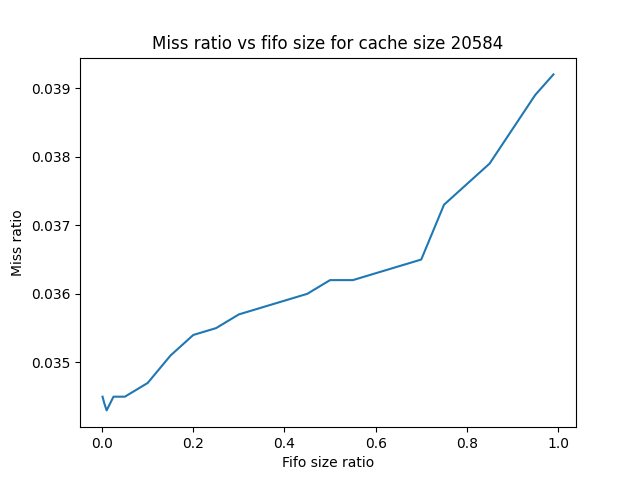 Miss ratio vs fifo size for cache size 20584
Miss ratio
0.039
0.038
0.037
0.036
0.035
0.0 0.2 0.4 0.6 0.8 1.0
Fifo size ratio